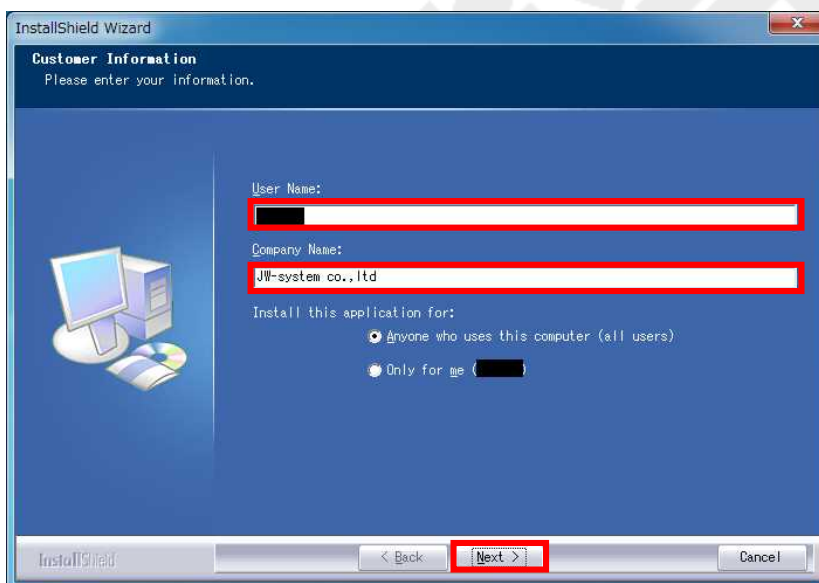 InstallShield Wizard
Customer Information
Please enter your information.
User Name:
Company Name:
JW-system co.,ltd
Install this application for:
Anyone who uses this computer (all users)
Only for me ( )
InstallShield
< Back
Next >
Cancel